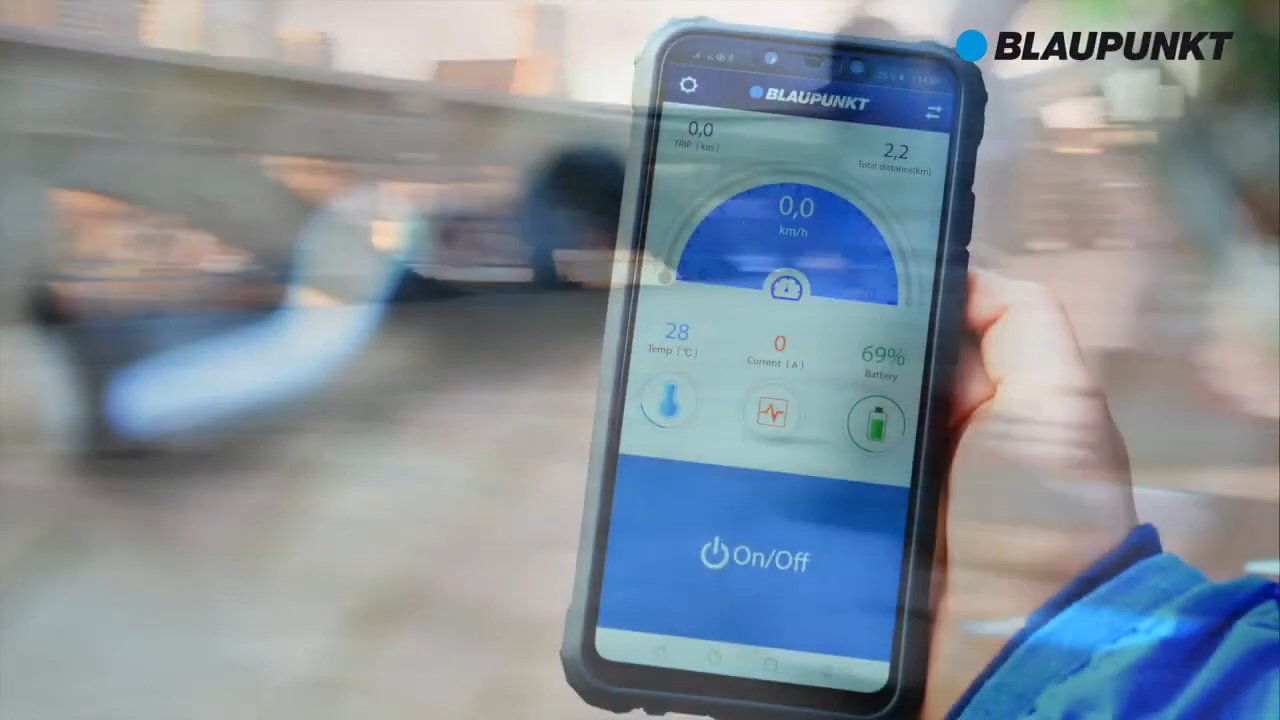 BLAUPUNKT
BLAUPUNKT
0,0
TRIP (km)
2,2
Total distance(km)
0,0
km/h
28
Temp (°C)
0
Current (A)
69%
Battery
On/Off